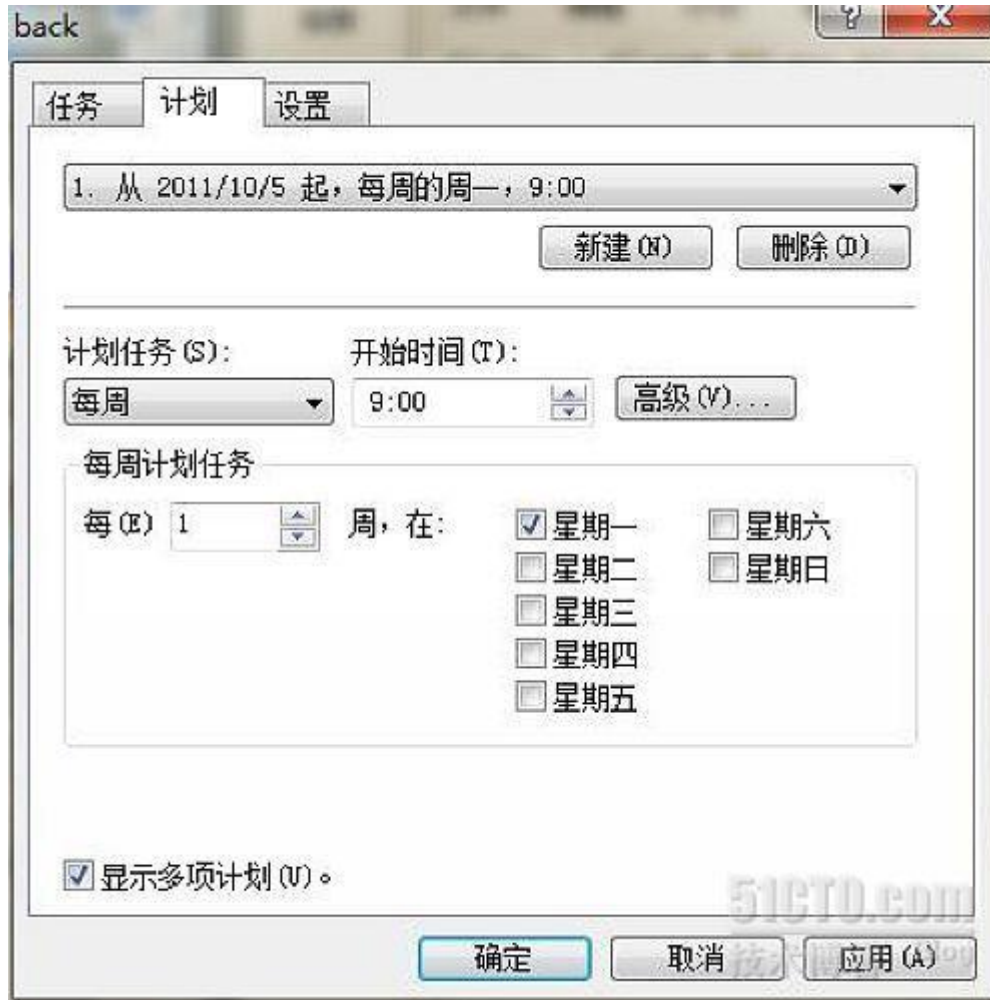 back
任务 计划 设置
1. 从 2011/10/5 起，每周的周一，9:00
新建(N) 删除(D)
计划任务(S): 开始时间(T):
每周 9:00 高级(V)...
每周计划任务
每(E) 1 周，在: 星期一 星期六
星期二 星期日
星期三
星期四
星期五
显示多项计划(U)。
51CTO.com
确定 取消 应用(A)